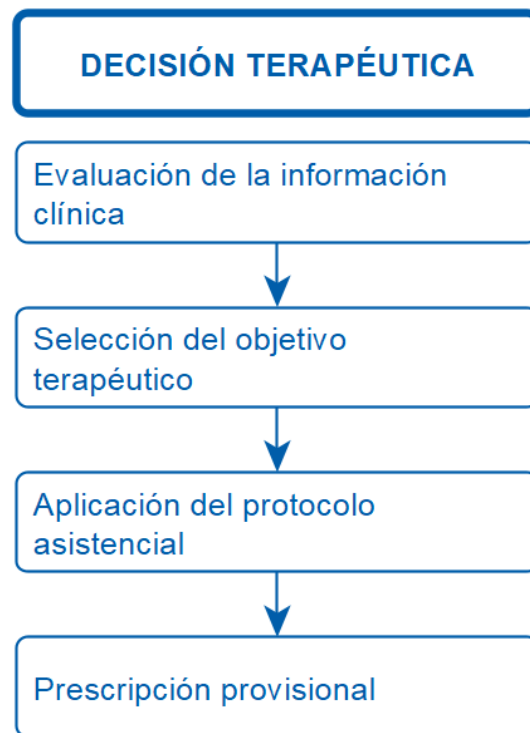 DECISIÓN TERAPÉUTICA
Evaluación de la información
clínica
Selección del objetivo
terapéutico
Aplicación del protocolo
asistencial
Prescripción provisional